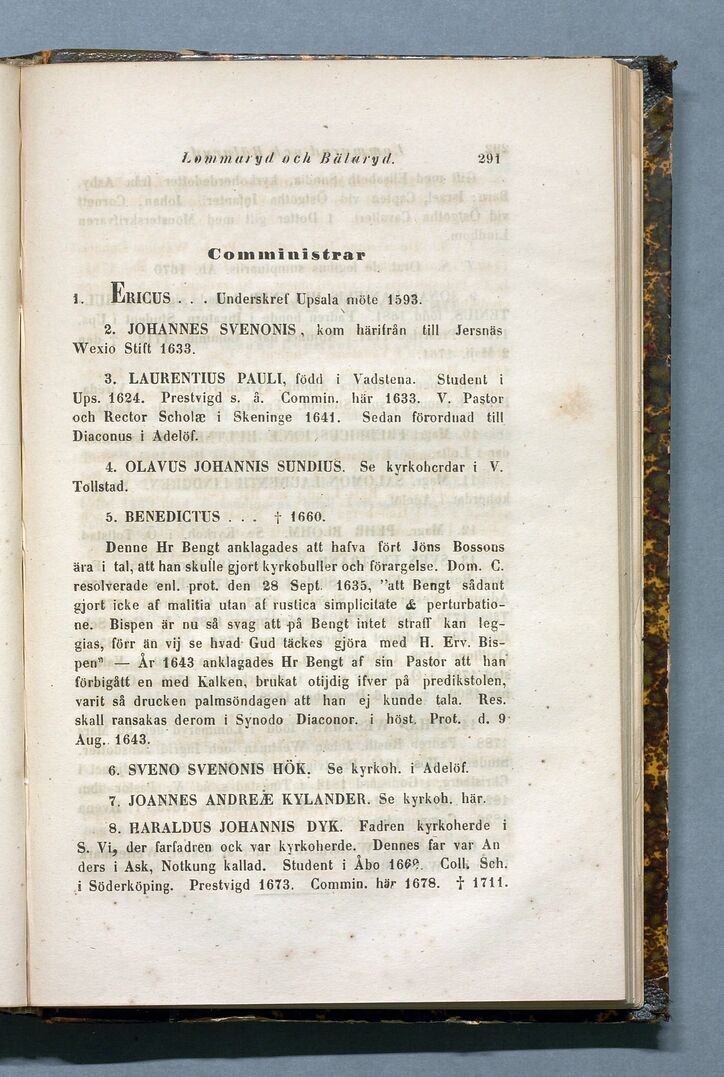 Lommaryd och Bälaryd. 291
Comministrar
1. ERICUS . . . Underskref Upsala möte 1593.
2. JOHANNES SVENONIS, kom härifrån till Jersnäs
Wexio Stift 1633.
3. LAURENTIUS PAULI, född i Vadstena. Student i
Ups. 1624. Prestvigd s. å. Commin. här 1633. V. Pastor
och Rector Scholæ i Skeninge 1641. Sedan förordnad till
Diaconus i Adelöf.
4. OLAVUS JOHANNIS SUNDIUS. Se kyrkoherdar i V.
Tollstad.
5. BENEDICTUS . . . † 1660.
Denne Hr Bengt anklagades att hafva fört Jöns Bossons
ära i tal, att han skulle gjort kyrkobuller och förargelse. Dom. C.
resolverade enl. prot. den 28 Sept. 1635, ”att Bengt sådant
gjort icke af malitia utan af rustica simplicitate & perturbatio-
ne. Bispen är nu så svag att på Bengt intet straff kan leg-
gias, förr än vij se hvad Gud täckes gjöra med H. Erv. Bis-
pen” — År 1643 anklagades Hr Bengt af sin Pastor att han
förbigått en med Kalken, brukat otijdig ifver på predikstolen,
varit så drucken palmsöndagen att han ej kunde tala. Res.
skall ransakas derom i Synodo Diaconor. i höst. Prot. d. 9
Aug. 1643.
6. SVENO SVENONIS HÖK. Se kyrkoh. i Adelöf.
7. JOANNES ANDREÆ KYLANDER. Se kyrkoh. här.
8. HARALDUS JOHANNIS DYK. Fadren kyrkoherde i
S. Vi, der farfadren ock var kyrkoherde. Dennes far var An
ders i Ask, Notkung kallad. Student i Åbo Coll. Sch.
i Söderköping. Prestvigd 1673. Commin. här 1678. † 1711.